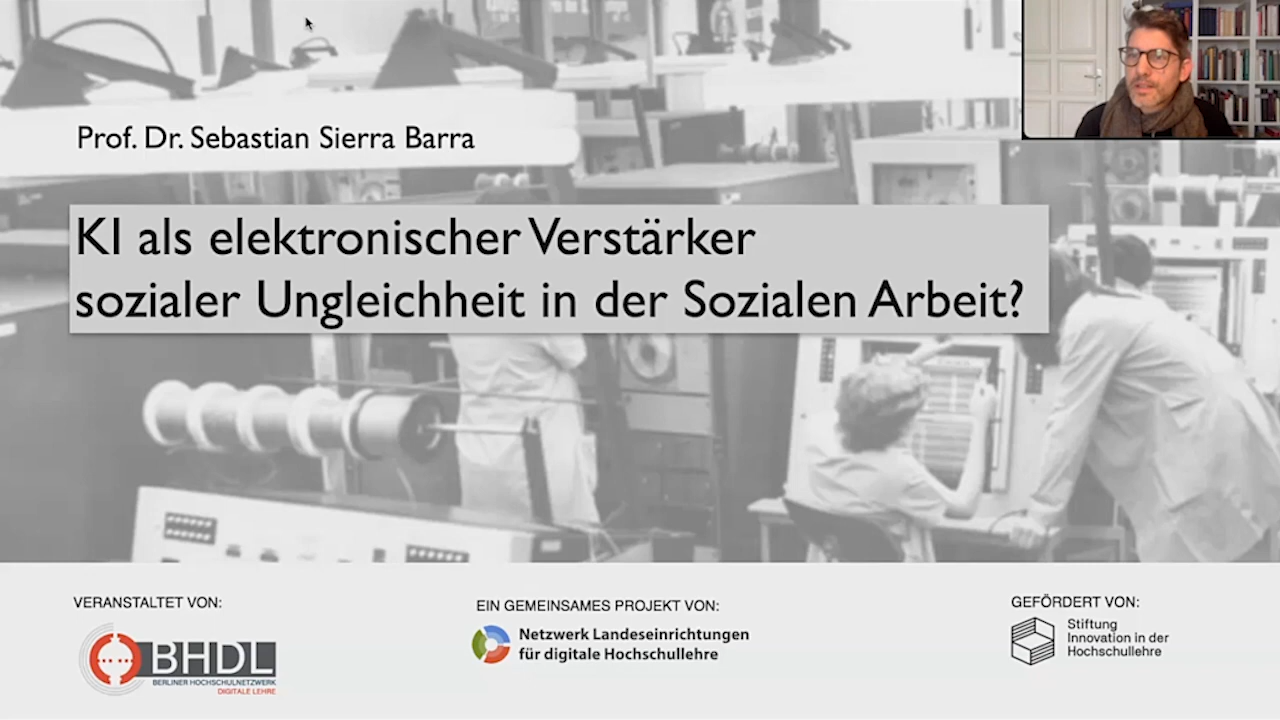 Prof. Dr. Sebastian Sierra Barra
KI als elektronischer Verstärker
sozialer Ungleichheit in der Sozialen Arbeit?
VERANSTALTET VON:
BHDL
BERLINER HOCHSCHULNETZWERK
DIGITALE LEHRE
EIN GEMEINSAMES PROJEKT VON:
Netzwerk Landeseinrichtungen
für digitale Hochschullehre
GEFÖRDERT VON:
Stiftung
Innovation in der
Hochschullehre